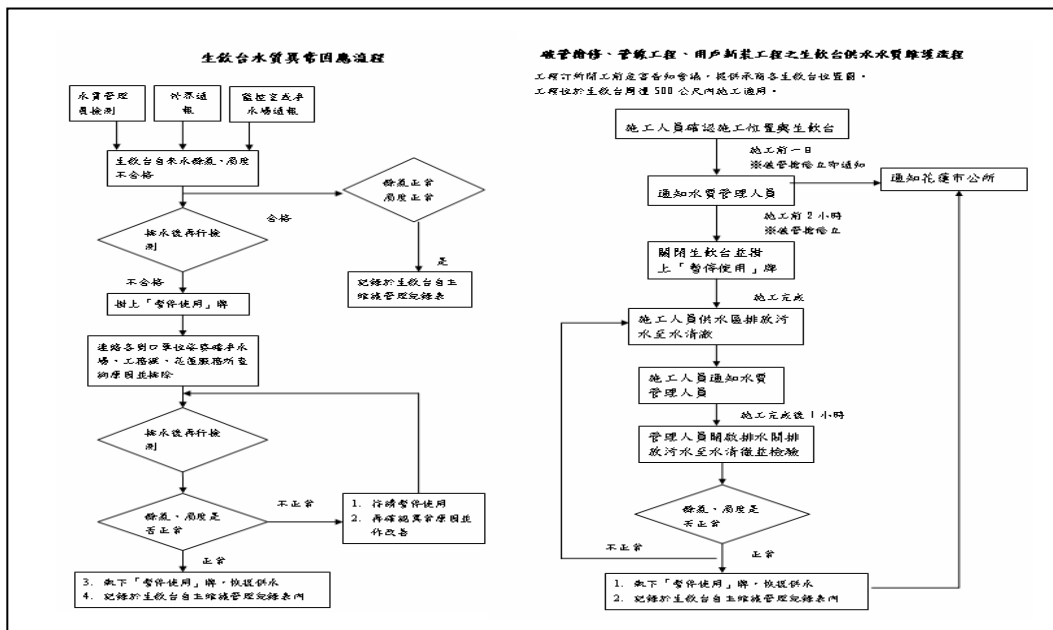 生飲台水質異常因應流程
水質管理
員檢測
外界通
報
監控室或淨
水場通報
生飲台自來水餘氯、濁度
不合格
餘氯正常
濁度正常
合格
排水後再行檢
測
是
不合格
記錄於生飲台自主
維護管理紀錄表
掛上「暫停使用」牌
連絡各對口單位
場、工務課、花蓮服務所查
詢原因並排除
排水後再行檢
測
不正常
餘氯、濁度是
否正常
1. 持續暫停使用
2. 再確認異常原因並
作改善
正常
3. 取下「暫停使用」牌,恢復供水
4. 記錄於生飲台自主維護管理紀錄表內
破管搶修、管線工程、用戶新裝工程之生飲台供水水質維護流程
工程訂約開工前危害告知會議,提供承商各生飲台位置圖。
工程位於生飲台周邊 500 公尺內施工適用。
施工人員確認施工位置與生飲台
施工前一日
※破管搶修立即通知
通知水質管理人員
通知花蓮市公所
施工前 2 小時
※破管搶修立
關閉生飲台並掛
上「暫停使用」牌
施工完成
施工人員供水區排放污
水至水清澈
施工人員通知水質
管理人員
施工完成後 1 小時
管理人員開啟排水閥排
放污水至水清澈並檢驗
餘氯、濁度是
否正常
不正常
正常
1. 取下「暫停使用」牌,恢復供水
2. 記錄於生飲台自主維護管理紀錄表內